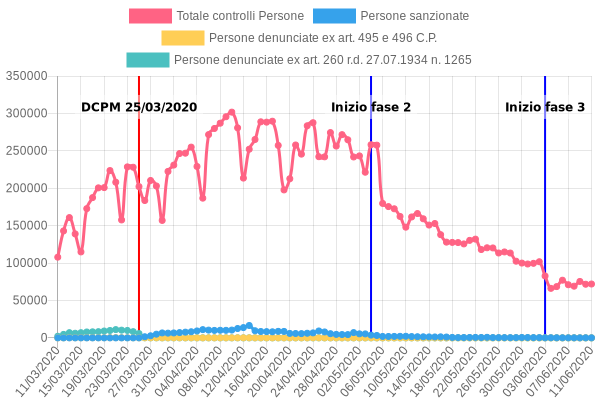 Totale controlli Persone Persone sanzionate
Persone denunciate ex art. 495 e 496 C.P.
Persone denunciate ex art. 260 r.d. 27.07.1934 n. 1265
350000
300000
DCPM 25/03/2020 Inizio fase 2 Inizio fase 3
250000
200000
150000
100000
50000
0
11/03/2020 15/03/2020 19/03/2020 23/03/2020 27/03/2020 31/03/2020 04/04/2020 08/04/2020 12/04/2020 16/04/2020 20/04/2020 24/04/2020 28/04/2020 02/05/2020 06/05/2020 10/05/2020 14/05/2020 18/05/2020 22/05/2020 26/05/2020 30/05/2020 03/06/2020 07/06/2020 11/06/2020